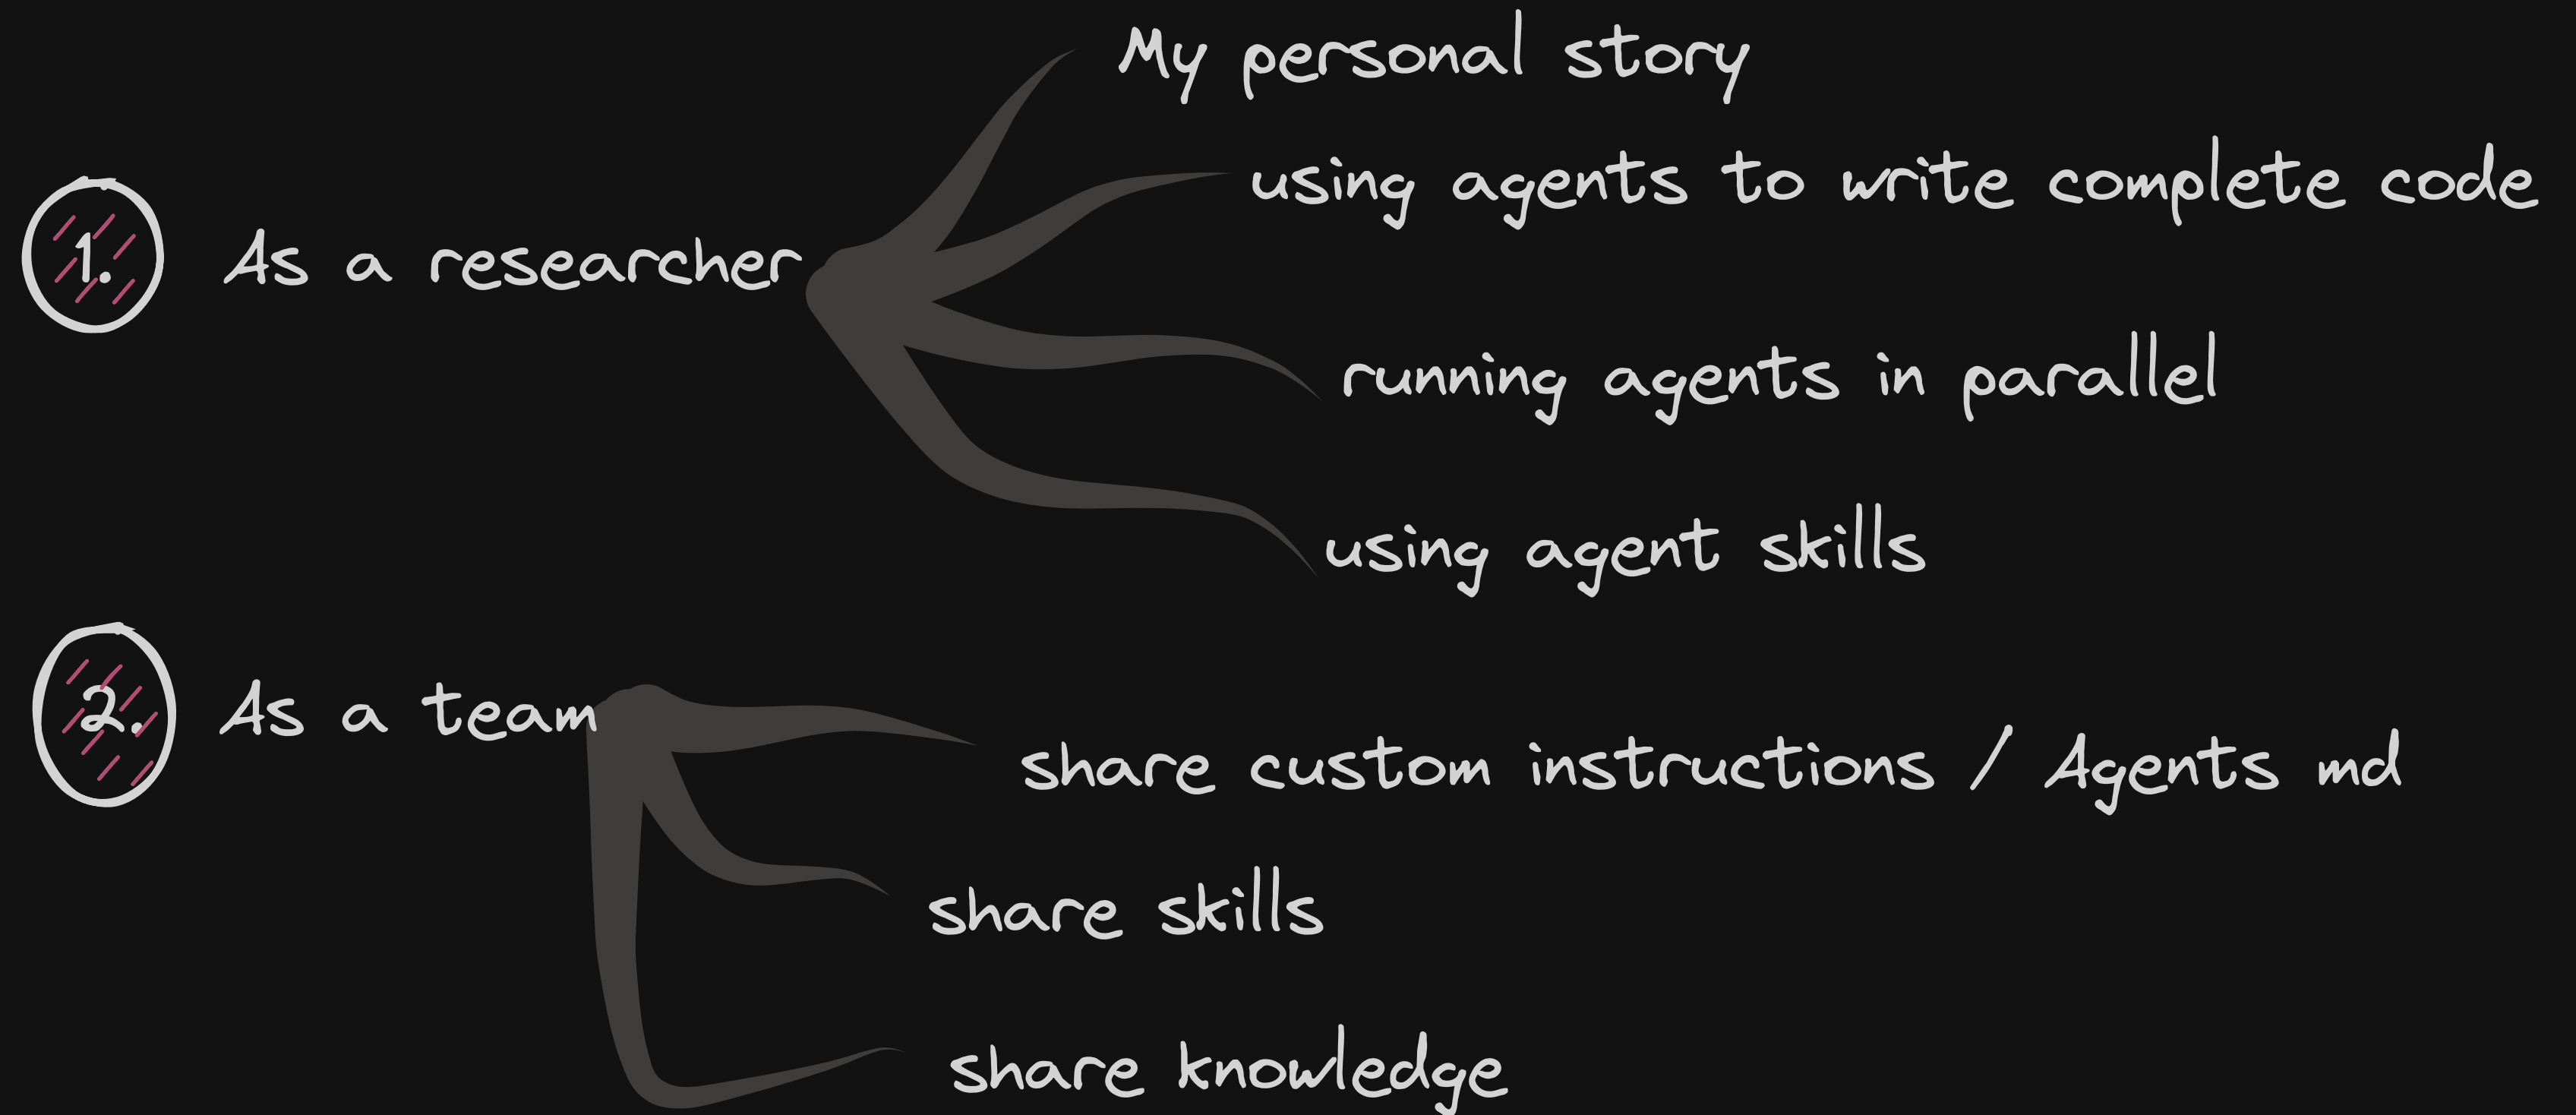 My personal story
using agents to write complete code
1. As a researcher
running agents in parallel
using agent skills
2. As a team
share custom instructions / Agents md
share skills
share knowledge